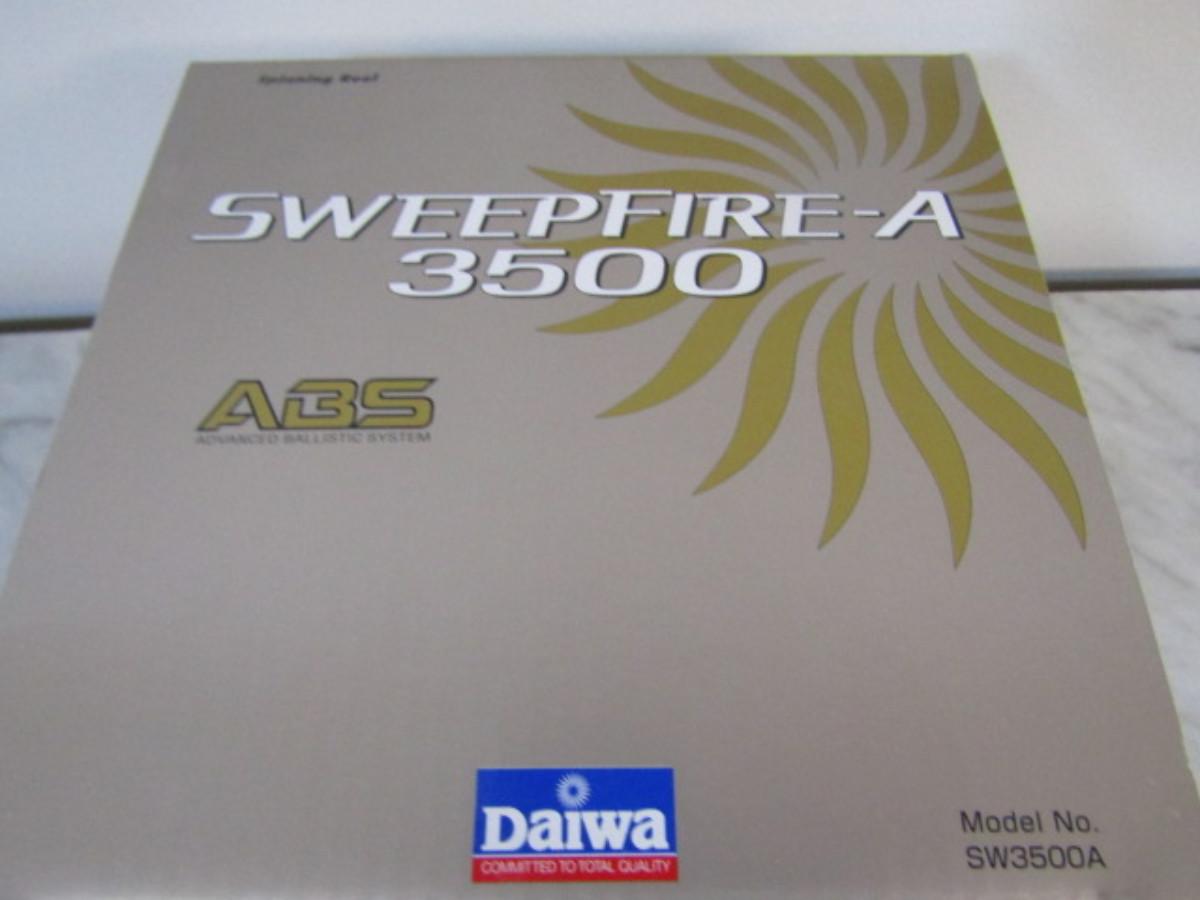 Spinning Reel
SWEEPFIRE-A
3500
ABS
ADVANCED BALLISTIC SYSTEM
Daiwa
COMMITTED TO TOTAL QUALITY
Model No.
SW3500A